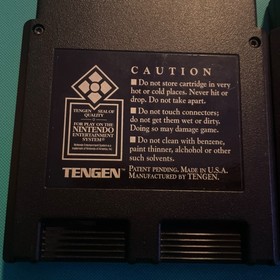 CAUTION
■ Do not store cartridge in very
hot or cold places. Never hit or
drop. Do not take apart.
■ Do not touch connectors;
do not get them wet or dirty.
Doing so may damage game.
■ Do not clean with benzene,
paint thinner, alchohol or other
such solvents.
TENGEN SEAL OF
QUALITY
FOR PLAY ON THE
NINTENDO
ENTERTAINMENT
SYSTEM®
TENGEN™
PATENT PENDING. MADE IN U.S.A.
MANUFACTURED BY TENGEN.